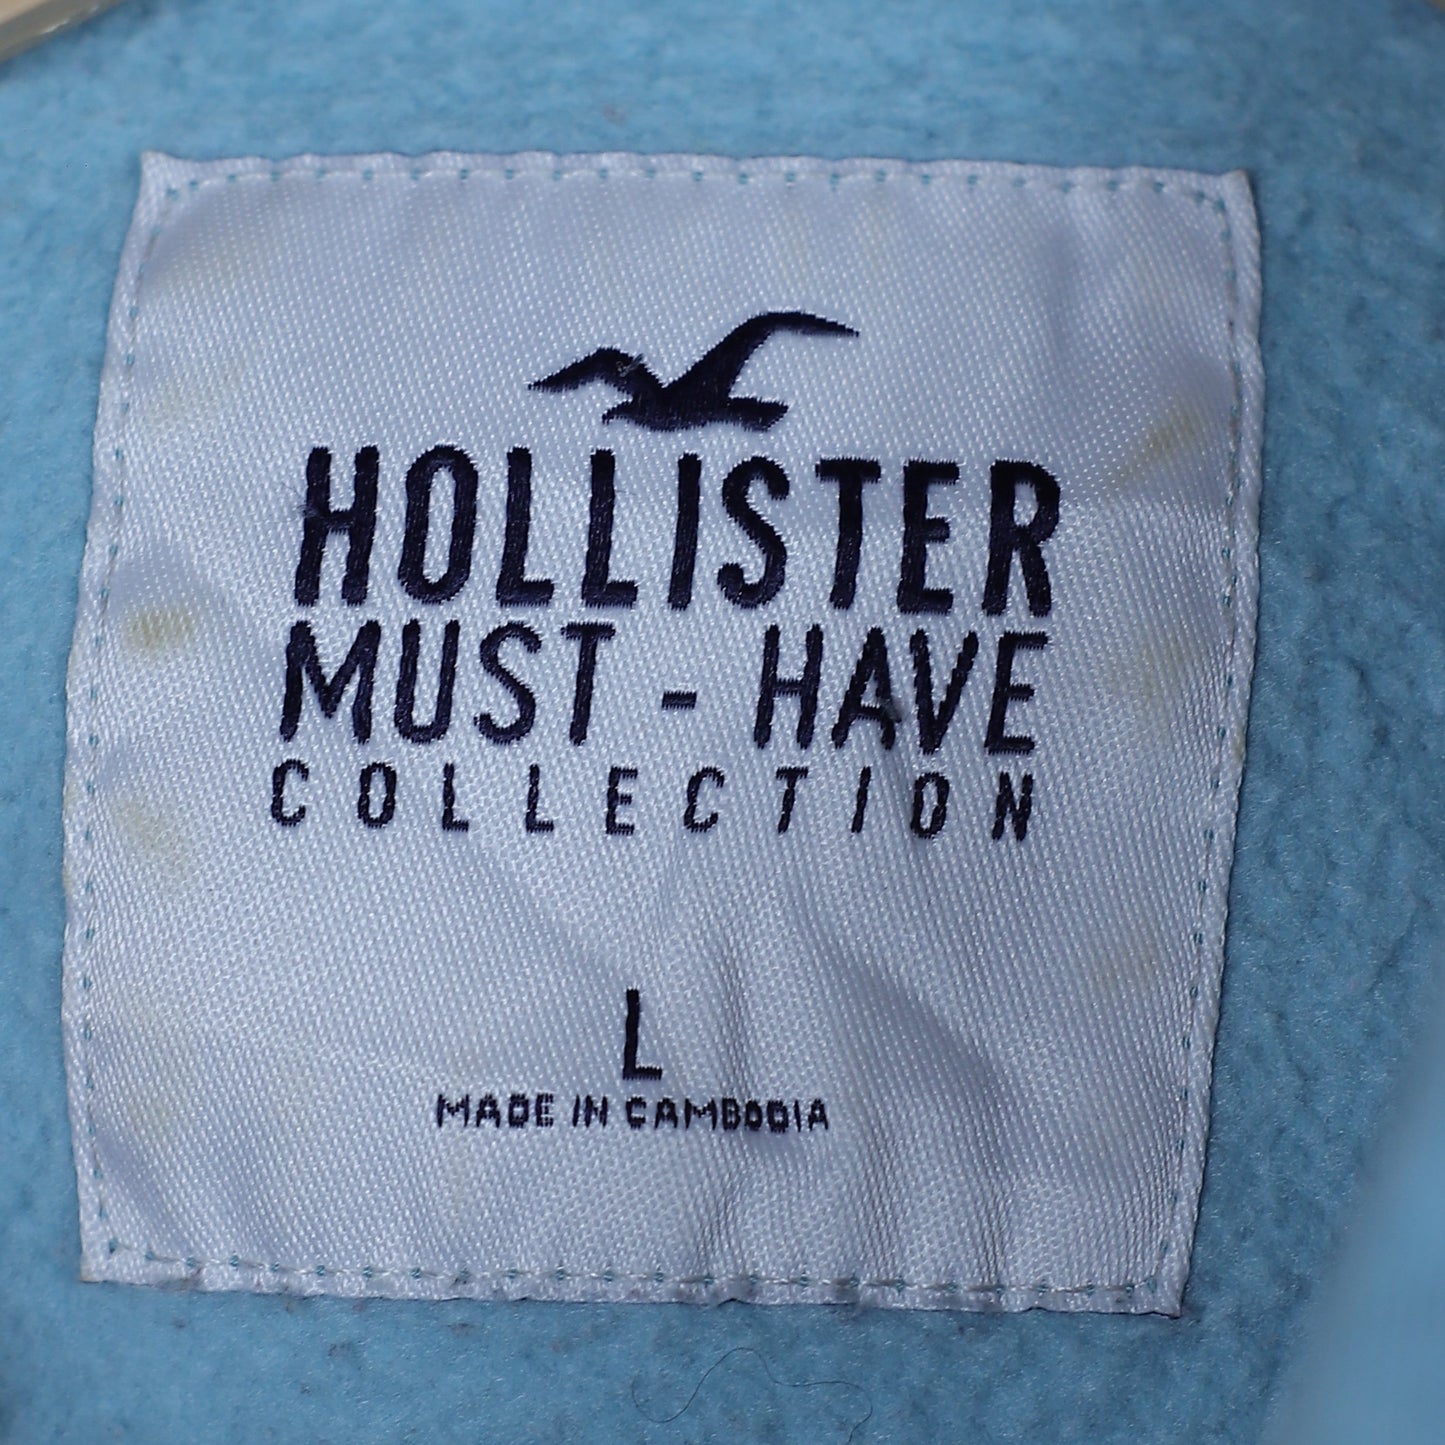 HOLLISTER
MUST - HAVE
COLLECTION
L
MADE IN CAMBODIA